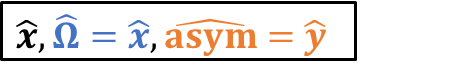 x̂, Ω̂ = x̂, asym̂ = ŷ